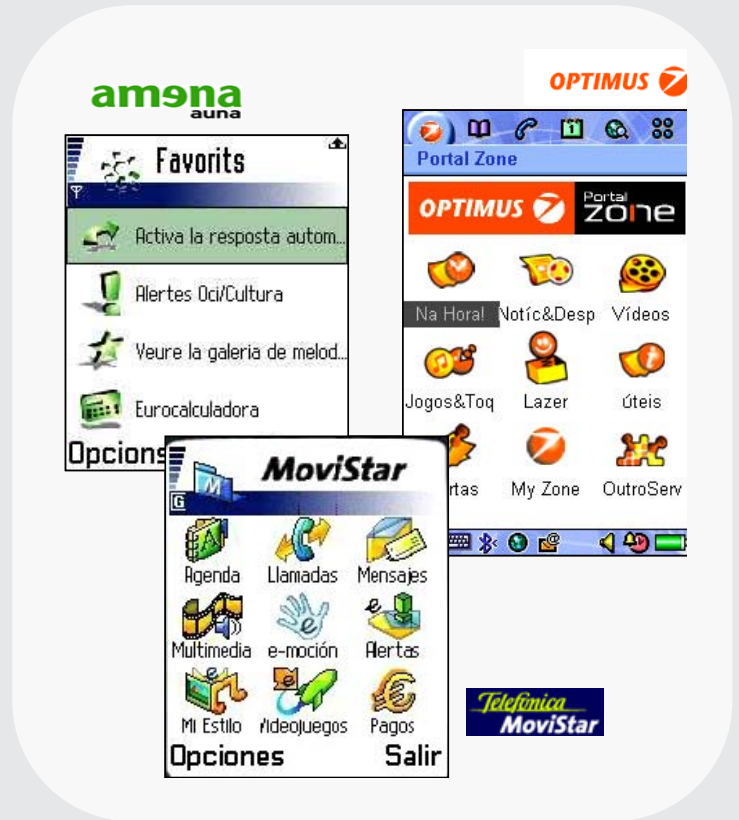 amena
auna
OPTIMUS
Favorits
Activa la resposta autom...
Alertes Oci/Cultura
Veure la galeria de melod...
Eurocalculadora
Opcions
Portal Zone
OPTIMUS Portal zone
Na Hora! Notíc&Desp Vídeos
Jogos&Toq Lazer úteis
rtas My Zone OutroServ
MoviStar
G
Agenda Llamadas Mensajes
Multimedia e-moción Alertas
Mi Estilo Videojuegos Pagos
Opciones Salir
Telefónica
MoviStar